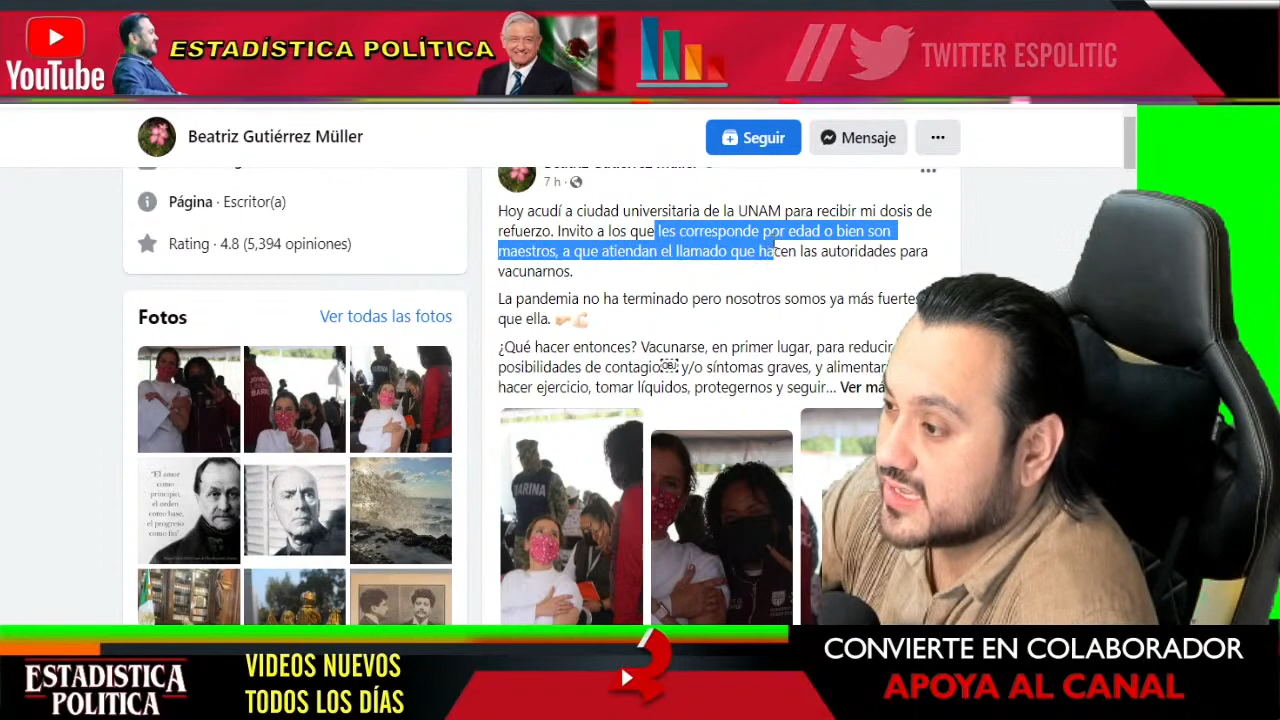 YouTube
ESTADÍSTICA POLÍTICA
TWITTER ESPOLITIC
Beatriz Gutiérrez Müller
Seguir
Mensaje
Página · Escritor(a)
Rating · 4.8 (5,394 opiniones)
Fotos
Ver todas las fotos
"El amor
como
principio,
el orden
como base,
el progreso
como fin"
7 h ·
Hoy acudí a ciudad universitaria de la UNAM para recibir mi dosis de
refuerzo. Invito a los que les corresponde por edad o bien son
maestros, a que atiendan el llamado que hacen las autoridades para
vacunarnos.
La pandemia no ha terminado pero nosotros somos ya más fuertes
que ella.
¿Qué hacer entonces? Vacunarse, en primer lugar, para reducir
posibilidades de contagio y/o síntomas graves, y alimentar
hacer ejercicio, tomar líquidos, protegernos y seguir... Ver má
MARINA
ESTADISTICA
POLÍTICA
VIDEOS NUEVOS
TODOS LOS DÍAS
CONVIERTE EN COLABORADOR
APOYA AL CANAL